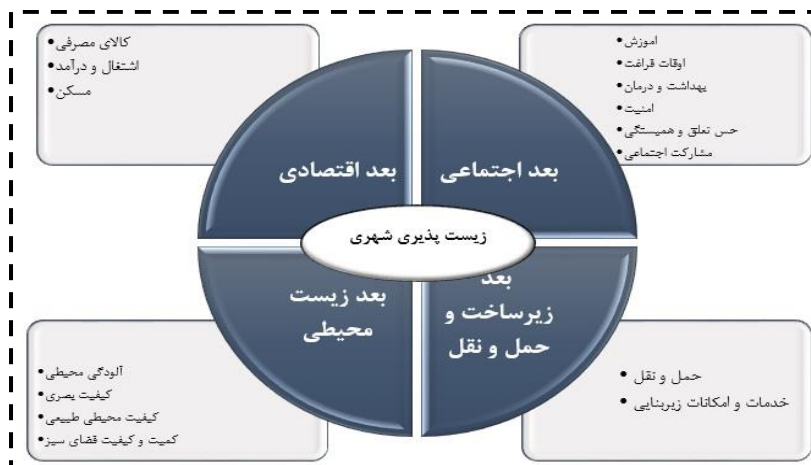 اموزش
اوقات فراغت
بهداشت و درمان
امنیت
حس تعلق و همبستگی
مشارکت اجتماعی
کالای مصرفی
اشتغال و درآمد
مسکن
بعد اجتماعی
بعد اقتصادی
زیست پذیری شهری
بعد
زیرساخت و
حمل و نقل
بعد زیست
محیطی
حمل و نقل
خدمات و امکانات زیربنایی
آلودگی محیطی
کیفیت بصری
کیفیت محیطی طبیعی
کمیت و کیفیت فضای سبز